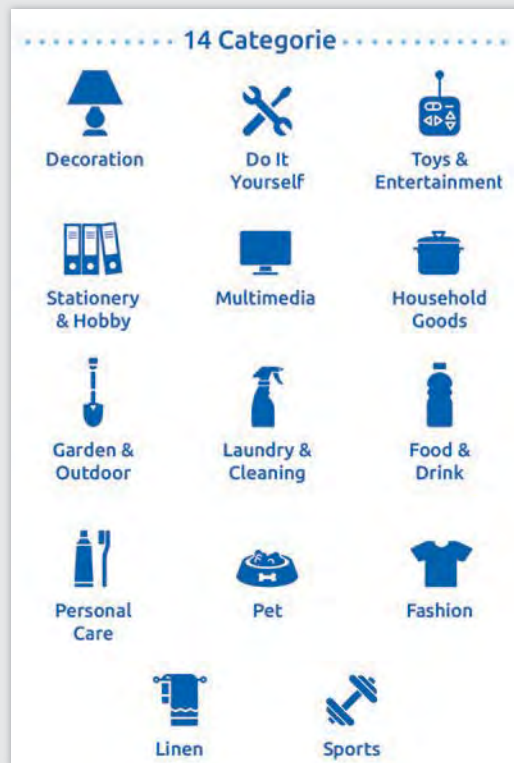 14 Categorie
Decoration
Do It
Yourself
Toys &
Entertainment
Stationery
& Hobby
Multimedia
Household
Goods
Garden &
Outdoor
Laundry &
Cleaning
Food &
Drink
Personal
Care
Pet
Fashion
Linen
Sports